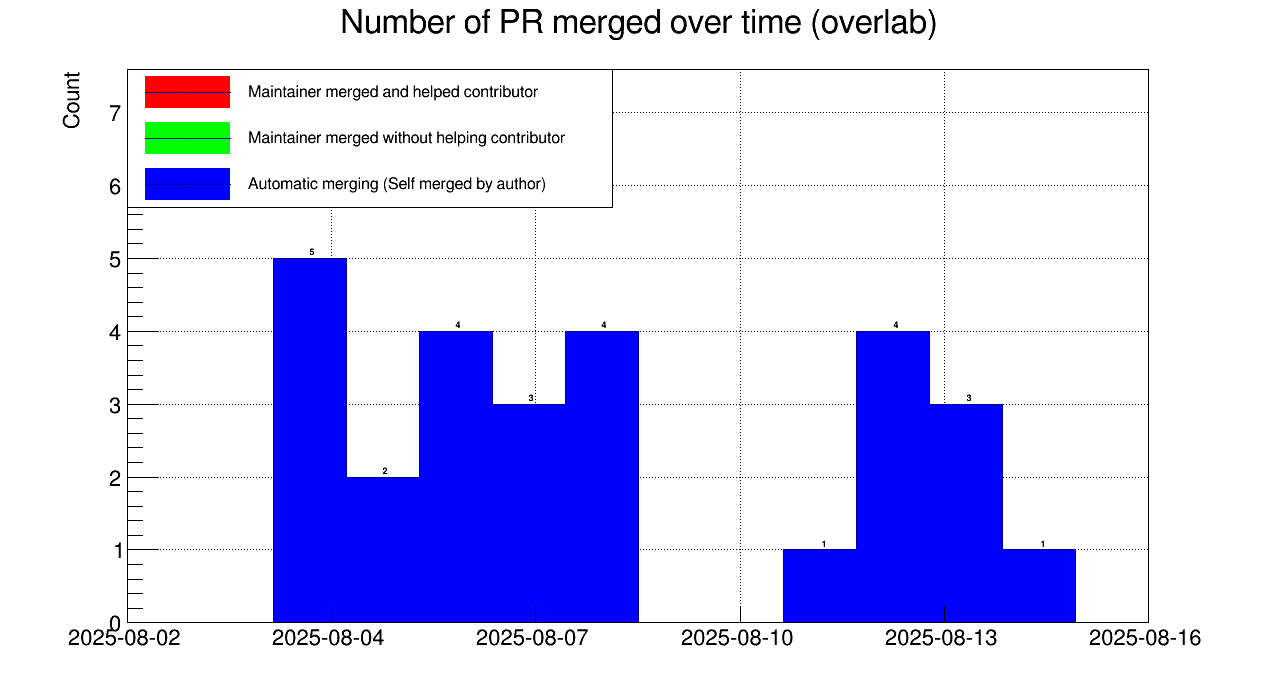 Number of PR merged over time (overlab)
Count
Maintainer merged and helped contributor
Maintainer merged without helping contributor
Automatic merging (Self merged by author)
7
6
5
4
3
2
1
0
5
2
4
3
4
1
4
3
1
2025-08-02 2025-08-04 2025-08-07 2025-08-10 2025-08-13 2025-08-16